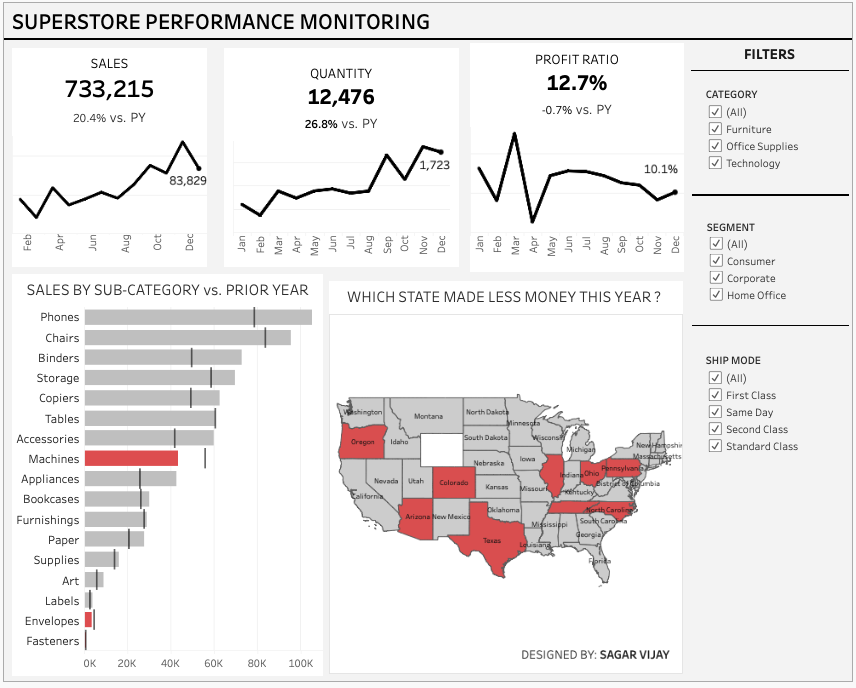 SUPERSTORE PERFORMANCE MONITORING
SALES
733,215
20.4% vs. PY
83,829
Feb
Apr
Jun
Aug
Oct
Dec
QUANTITY
12,476
26.8% vs. PY
1,723
Jan
Feb
Mar
Apr
May
Jun
Jul
Aug
Sep
Oct
Nov
Dec
PROFIT RATIO
12.7%
-0.7% vs. PY
10.1%
Jan
Feb
Mar
Apr
May
Jun
Jul
Aug
Sep
Oct
Nov
Dec
FILTERS
CATEGORY
(All)
Furniture
Office Supplies
Technology
SEGMENT
(All)
Consumer
Corporate
Home Office
SHIP MODE
(All)
First Class
Same Day
Second Class
Standard Class
SALES BY SUB-CATEGORY vs. PRIOR YEAR
Phones
Chairs
Binders
Storage
Copiers
Tables
Accessories
Machines
Appliances
Bookcases
Furnishings
Paper
Supplies
Art
Labels
Envelopes
Fasteners
0K 20K 40K 60K 80K 100K
WHICH STATE MADE LESS MONEY THIS YEAR ?
Washington
Montana
North Dakota
Minnesota
Oregon
Idaho
South Dakota
Wisconsin
Michigan
New Hampshir
Massachusetts
Nebraska
Iowa
Nevada
Utah
Colorado
Kansas
Missouri
Indiana
Ohio
Pennsylvania
District of Columbia
Kentucky
California
Arizona
New Mexico
Oklahoma
North Carolina
South Carolina
Mississippi
Georgia
Texas
Louisiana
Florida
DESIGNED BY: SAGAR VIJAY